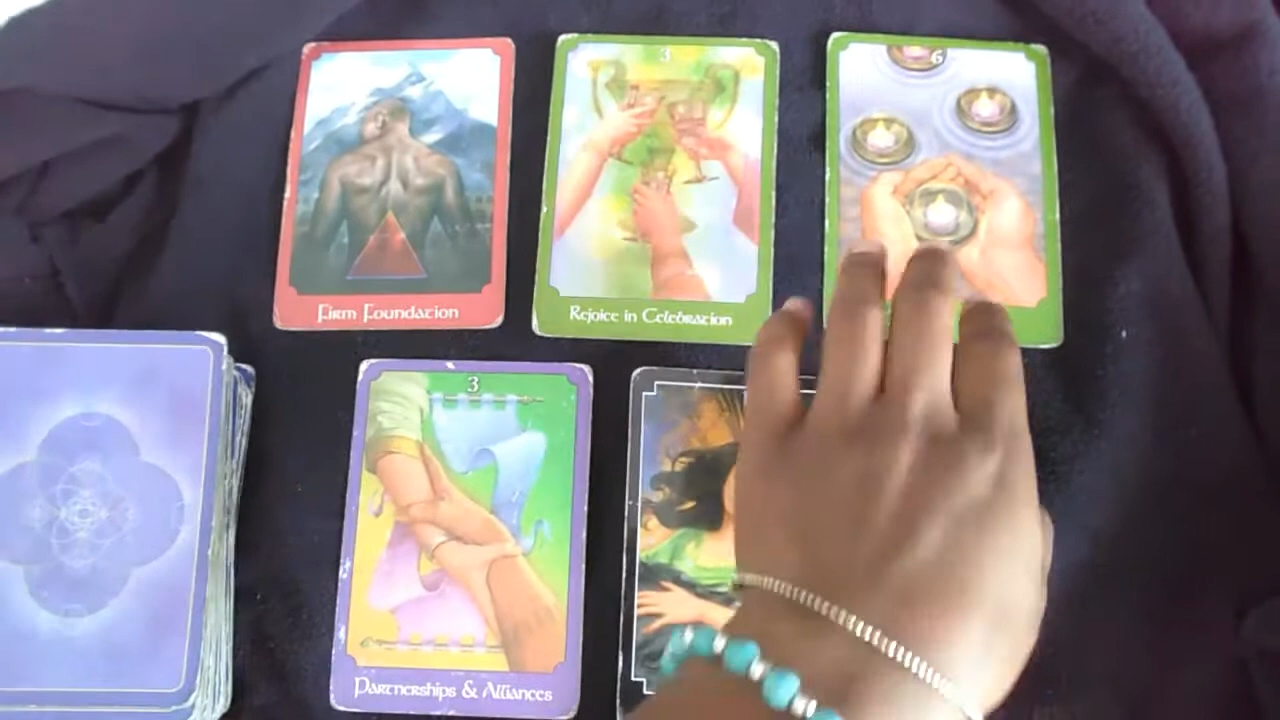 3
6
Firm Foundation
Rejoice in Celebration
3
Partnerships & Alliances